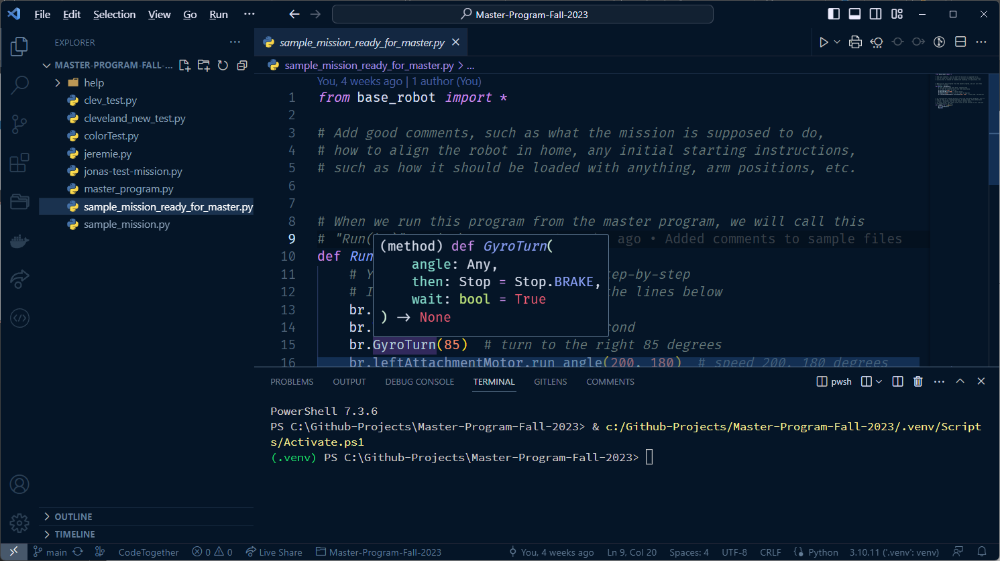 File Edit Selection View Go Run ··· Master-Program-Fall-2023
EXPLORER ···
MASTER-PROGRAM-FALL-...
help
clev_test.py
cleveland_new_test.py
colorTest.py
jeremie.py
jonas-test-mission.py
master_program.py
sample_mission_ready_for_master.py
sample_mission.py
OUTLINE
TIMELINE
sample_mission_ready_for_master.py
sample_mission_ready_for_master.py > ...
You, 4 weeks ago | 1 author (You)
1 from base_robot import *
2
3 # Add good comments, such as what the mission is supposed to do,
4 # how to align the robot in home, any initial starting instructions,
5 # such as how it should be loaded with anything, arm positions, etc.
6
7
8 # When we run this program from the master program, we will call this
9 # "Run( ago • Added comments to sample files
10 def Run
11 # Y tep-by-step
12 # I he lines below
13 br.
14 br. cond
15 br.GyroTurn(85) # turn to the right 85 degrees
16 br.leftAttachmentMotor.run_angle(200, 180) # speed 200, 180 degrees
(method) def GyroTurn(
angle: Any,
then: Stop = Stop.BRAKE,
wait: bool = True
) → None
PROBLEMS OUTPUT DEBUG CONSOLE TERMINAL GITLENS COMMENTS pwsh
PowerShell 7.3.6
PS C:\Github-Projects\Master-Program-Fall-2023> & c:/Github-Projects/Master-Program-Fall-2023/.venv/Script
s/Activate.ps1
(.venv) PS C:\Github-Projects\Master-Program-Fall-2023>
main CodeTogether 0 0 Live Share Master-Program-Fall-2023 You, 4 weeks ago Ln 9, Col 20 Spaces: 4 UTF-8 CRLF Python 3.10.11 ('.venv': venv)